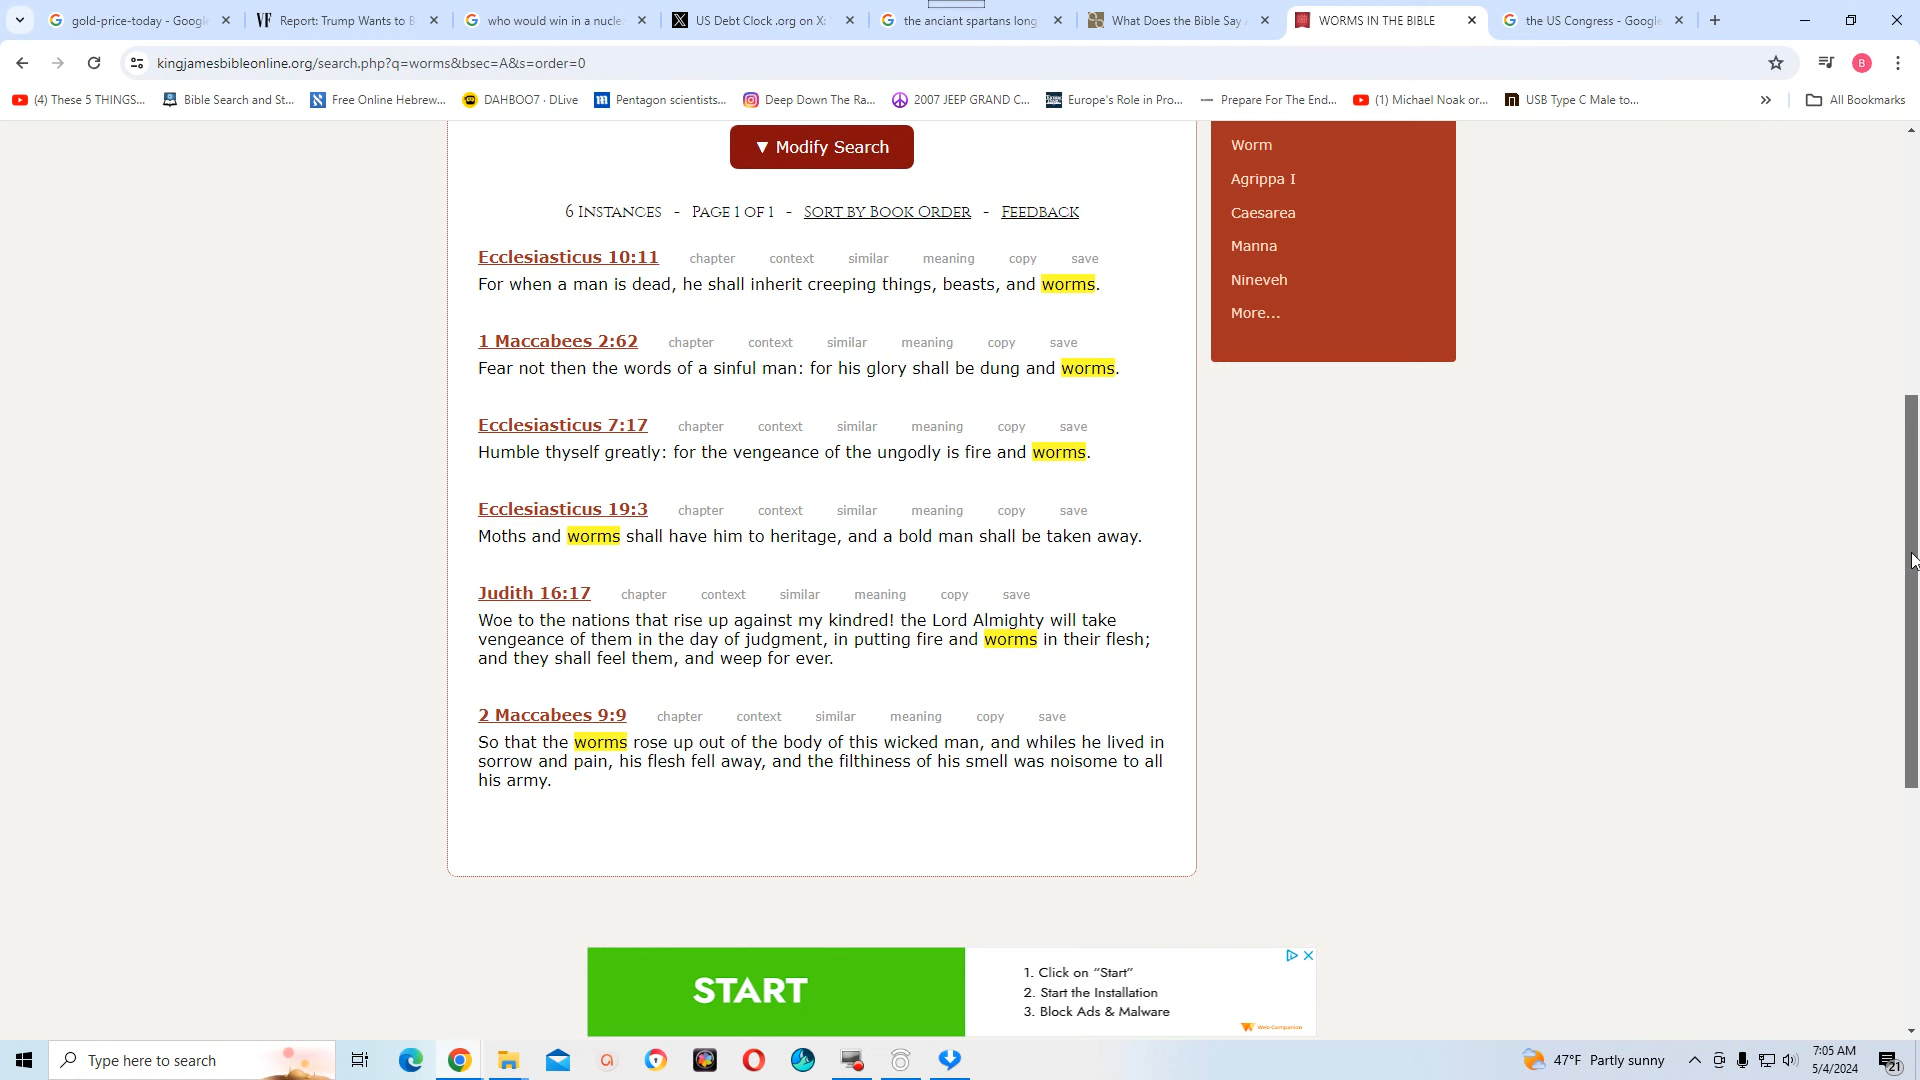 gold-price-today - Googl
Report: Trump Wants to B
who would win in a nucle
US Debt Clock .org on X:
the anciant spartans long
What Does the Bible Say
WORMS IN THE BIBLE
the US Congress - Google
kingjamesbibleonline.org/search.php?q=worms&bsec=A&s=order=0
B
(4) These 5 THINGS...
Bible Search and St...
Free Online Hebrew...
DAHBOO7 · DLive
Pentagon scientists...
Deep Down The Ra...
2007 JEEP GRAND C...
Europe's Role in Pro...
Prepare For The End...
(1) Michael Noak or...
USB Type C Male to...
»
All Bookmarks
▼ Modify Search
6 Instances - Page 1 of 1 - Sort by Book Order - Feedback
Ecclesiasticus 10:11 chapter context similar meaning copy save
For when a man is dead, he shall inherit creeping things, beasts, and worms.
1 Maccabees 2:62 chapter context similar meaning copy save
Fear not then the words of a sinful man: for his glory shall be dung and worms.
Ecclesiasticus 7:17 chapter context similar meaning copy save
Humble thyself greatly: for the vengeance of the ungodly is fire and worms.
Ecclesiasticus 19:3 chapter context similar meaning copy save
Moths and worms shall have him to heritage, and a bold man shall be taken away.
Judith 16:17 chapter context similar meaning copy save
Woe to the nations that rise up against my kindred! the Lord Almighty will take
vengeance of them in the day of judgment, in putting fire and worms in their flesh;
and they shall feel them, and weep for ever.
2 Maccabees 9:9 chapter context similar meaning copy save
So that the worms rose up out of the body of this wicked man, and whiles he lived in
sorrow and pain, his flesh fell away, and the filthiness of his smell was noisome to all
his army.
Worm
Agrippa I
Caesarea
Manna
Nineveh
More...
START
1. Click on “Start”
2. Start the Installation
3. Block Ads & Malware
Web Companion
Type here to search
47°F Partly sunny
7:05 AM
5/4/2024
21